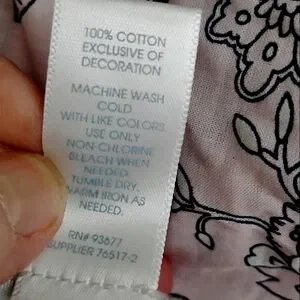 100% COTTON
EXCLUSIVE OF
DECORATION
MACHINE WASH
COLD
WITH LIKE COLORS
USE ONLY
NON-CHLORINE
BLEACH WHEN
NEEDED.
TUMBLE DRY.
WARM IRON AS
NEEDED.
RN# 93677
SUPPLIER 76517-2